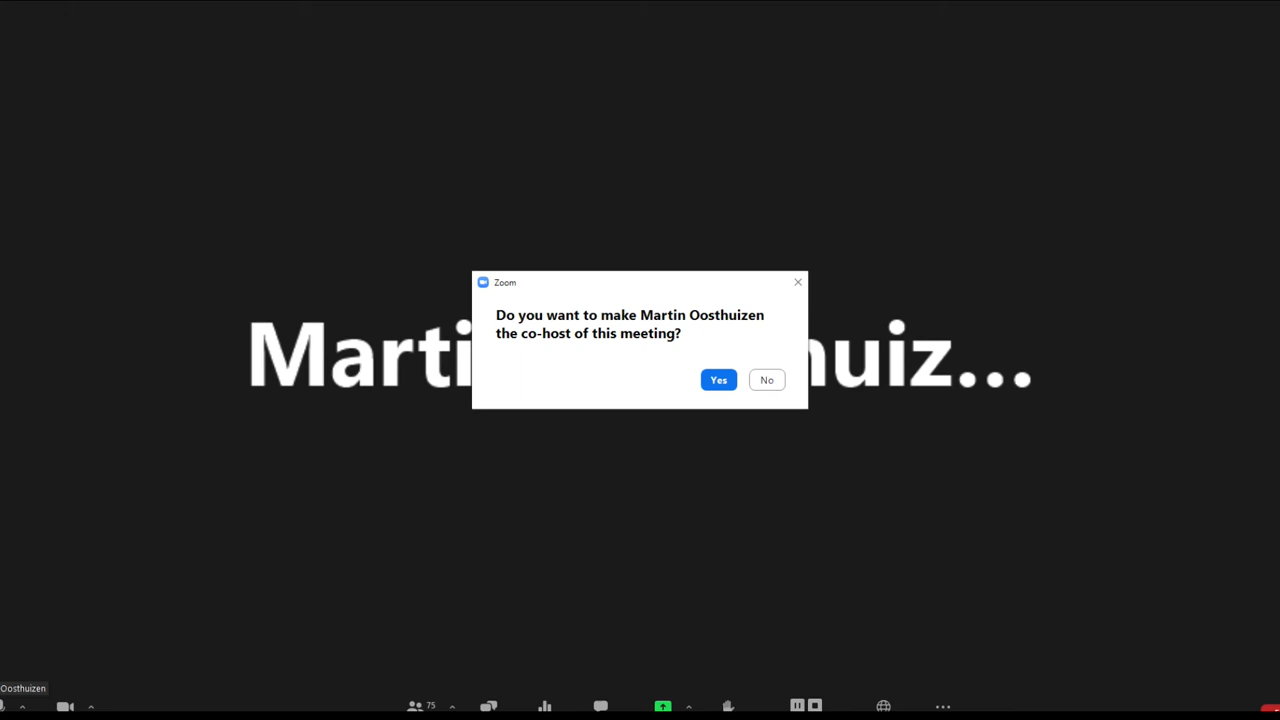 Zoom
Do you want to make Martin Oosthuizen
the co-host of this meeting?
Martin
huiz...
Yes
No
Oosthuizen
75